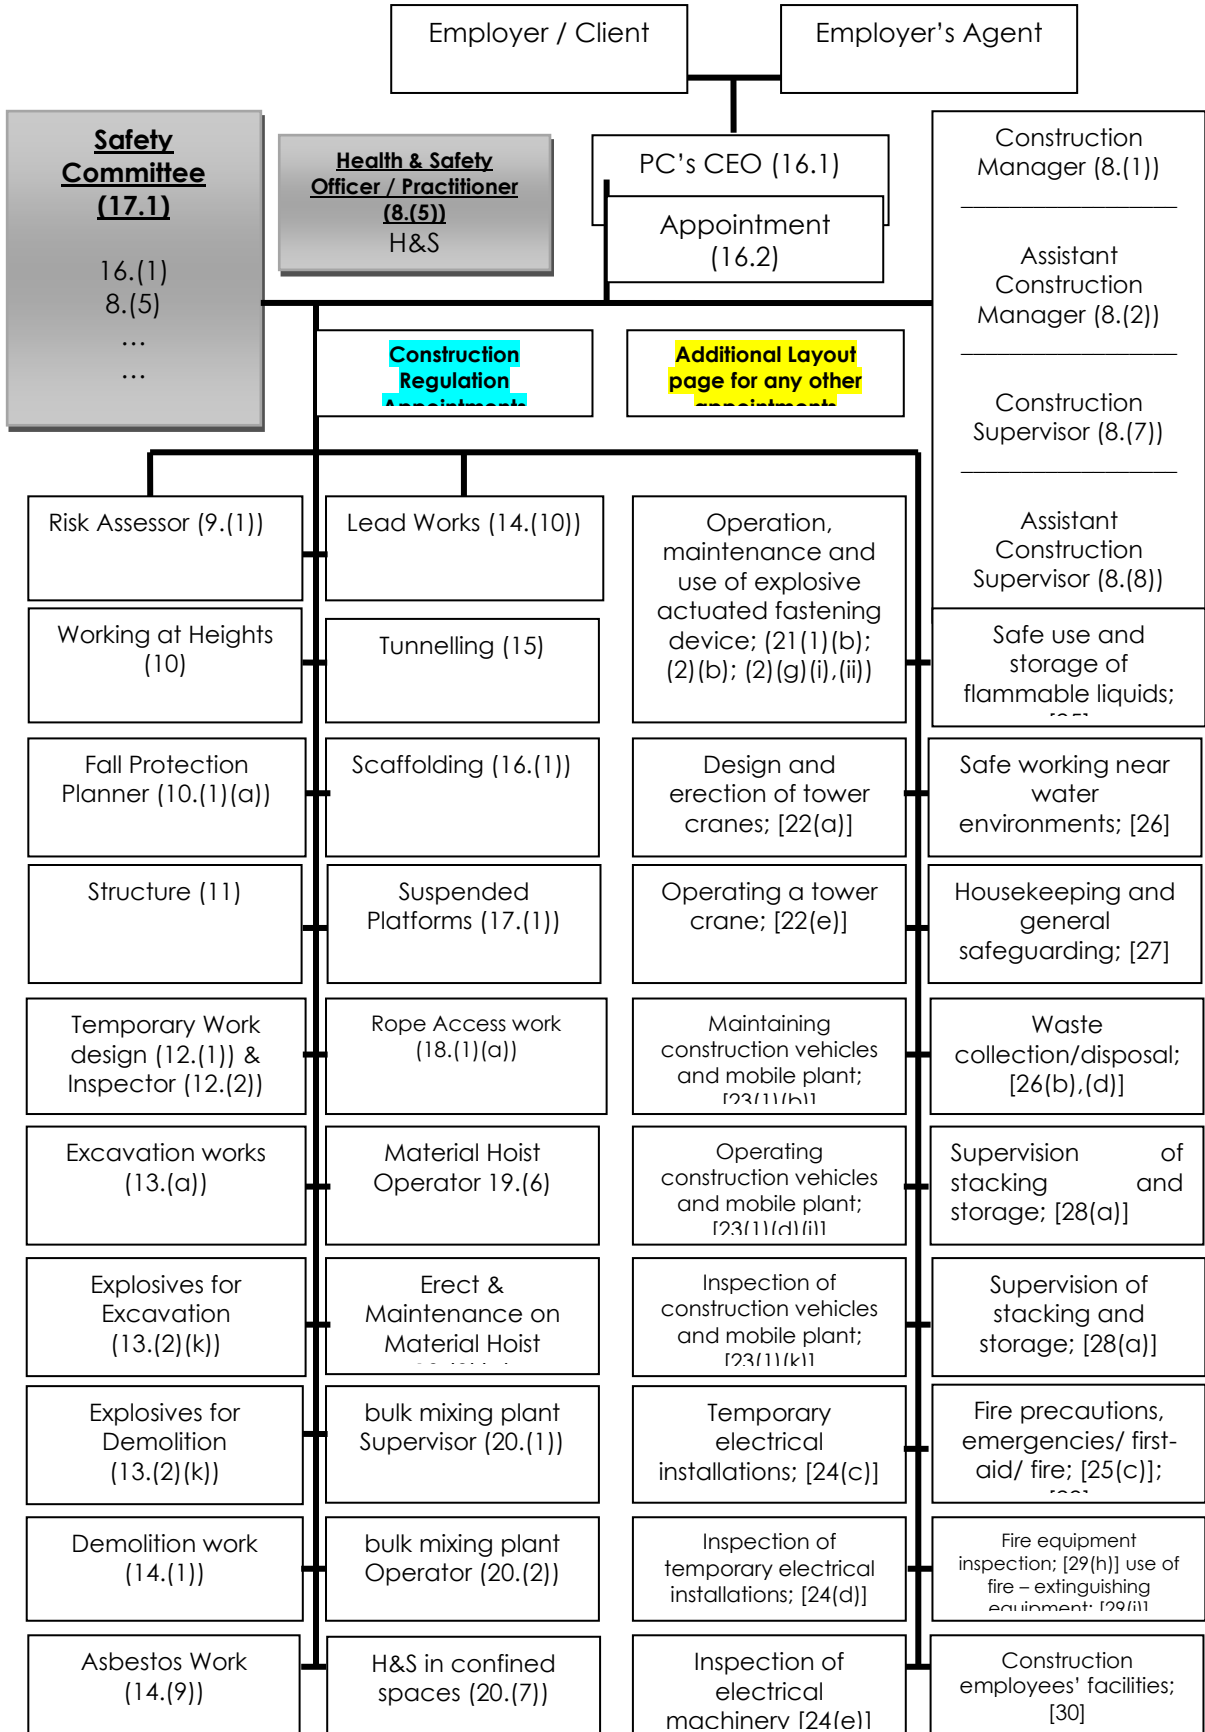 Employer / Client
Employer's Agent
Safety
Committee
(17.1)
16.(1)
8.(5)
...
...
Health & Safety
Officer / Practitioner
(8.(5))
H&S
PC's CEO (16.1)
Appointment
(16.2)
Construction
Manager (8.(1))
Assistant
Construction
Manager (8.(2))
Construction
Supervisor (8.(7))
Assistant
Construction
Supervisor (8.(8))
Construction
Regulation
Appointments
Additional Layout
page for any other
appointments
Risk Assessor (9.(1))
Lead Works (14.(10))
Operation,
maintenance and
use of explosive
actuated fastening
device; (21(1)(b);
(2)(b); (2)(g)(i),(ii))
Safe use and
storage of
flammable liquids;
Working at Heights
(10)
Tunnelling (15)
Fall Protection
Planner (10.(1)(a))
Scaffolding (16.(1))
Design and
erection of tower
cranes; [22(a)]
Safe working near
water
environments; [26]
Structure (11)
Suspended
Platforms (17.(1))
Operating a tower
crane; [22(e)]
Housekeeping and
general
safeguarding; [27]
Temporary Work
design (12.(1)) &
Inspector (12.(2))
Rope Access work
(18.(1)(a))
Maintaining
construction vehicles
and mobile plant;
[23(1)(b)]
Waste
collection/disposal;
[26(b),(d)]
Excavation works
(13.(a))
Material Hoist
Operator 19.(6)
Operating
construction vehicles
and mobile plant;
[23(1)(d)(i)]
Supervision of
stacking and
storage; [28(a)]
Explosives for
Excavation
(13.(2)(k))
Erect &
Maintenance on
Material Hoist
Inspection of
construction vehicles
and mobile plant;
[23(1)(k)]
Supervision of
stacking and
storage; [28(a)]
Explosives for
Demolition
(13.(2)(k))
bulk mixing plant
Supervisor (20.(1))
Temporary
electrical
installations; [24(c)]
Fire precautions,
emergencies/ first-
aid/ fire; [25(c)];
Demolition work
(14.(1))
bulk mixing plant
Operator (20.(2))
Inspection of
temporary electrical
installations; [24(d)]
Fire equipment
inspection; [29(h)] use of
fire – extinguishing
equipment; [29(i)]
Asbestos Work
(14.(9))
H&S in confined
spaces (20.(7))
Inspection of
electrical
machinery [24(e)]
Construction
employees' facilities;
[30]